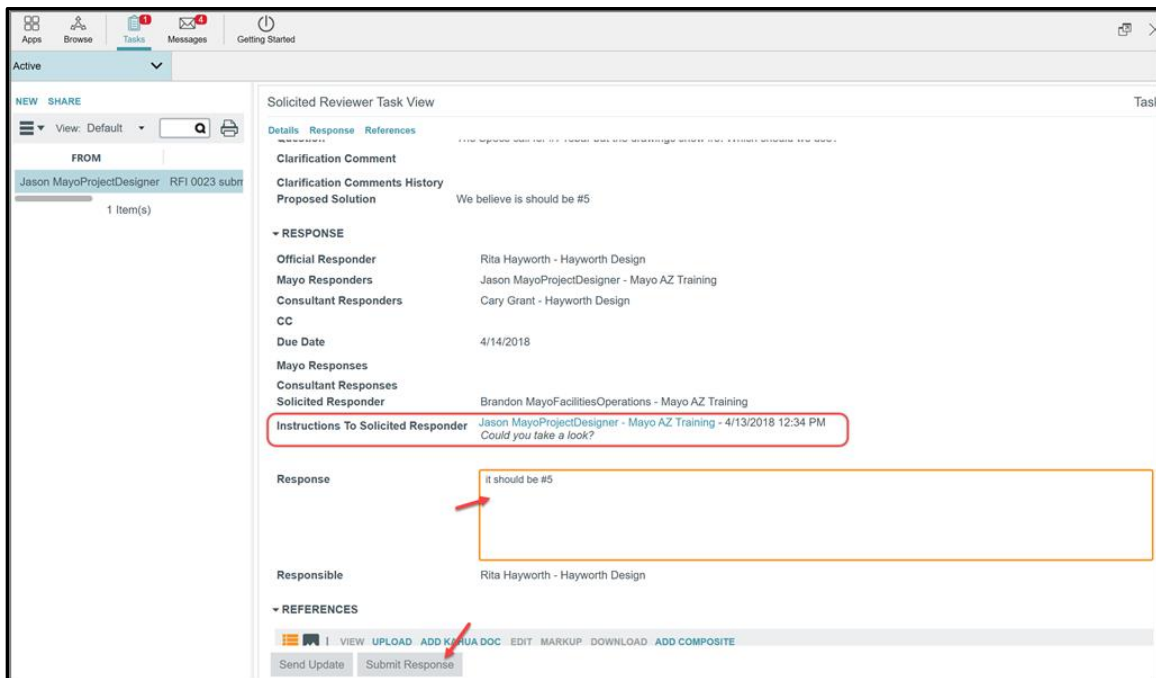 1 4
Apps Browse Tasks Messages Getting Started
Active
NEW SHARE
View: Default
FROM
Jason MayoProjectDesigner RFI 0023 subm
1 Item(s)
Solicited Reviewer Task View Task
Details Response References
Question
Clarification Comment
Clarification Comments History
Proposed Solution We believe is should be #5
RESPONSE
Official Responder Rita Hayworth - Hayworth Design
Mayo Responders Jason MayoProjectDesigner - Mayo AZ Training
Consultant Responders Cary Grant - Hayworth Design
CC
Due Date 4/14/2018
Mayo Responses
Consultant Responses
Solicited Responder Brandon MayoFacilitiesOperations - Mayo AZ Training
Instructions To Solicited Responder Jason MayoProjectDesigner - Mayo AZ Training - 4/13/2018 12:34 PM
Could you take a look?
Response it should be #5
Responsible Rita Hayworth - Hayworth Design
REFERENCES
VIEW UPLOAD ADD KAHUA DOC EDIT MARKUP DOWNLOAD ADD COMPOSITE
Send Update Submit Response